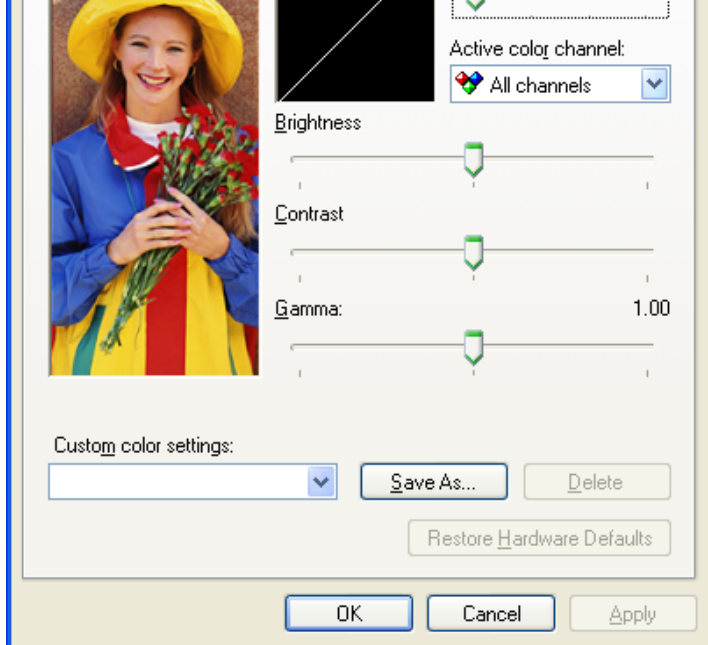 Active color channel:
All channels
Brightness
Contrast
Gamma: 1.00
Custom color settings:
Save As... Delete
Restore Hardware Defaults
OK Cancel Apply